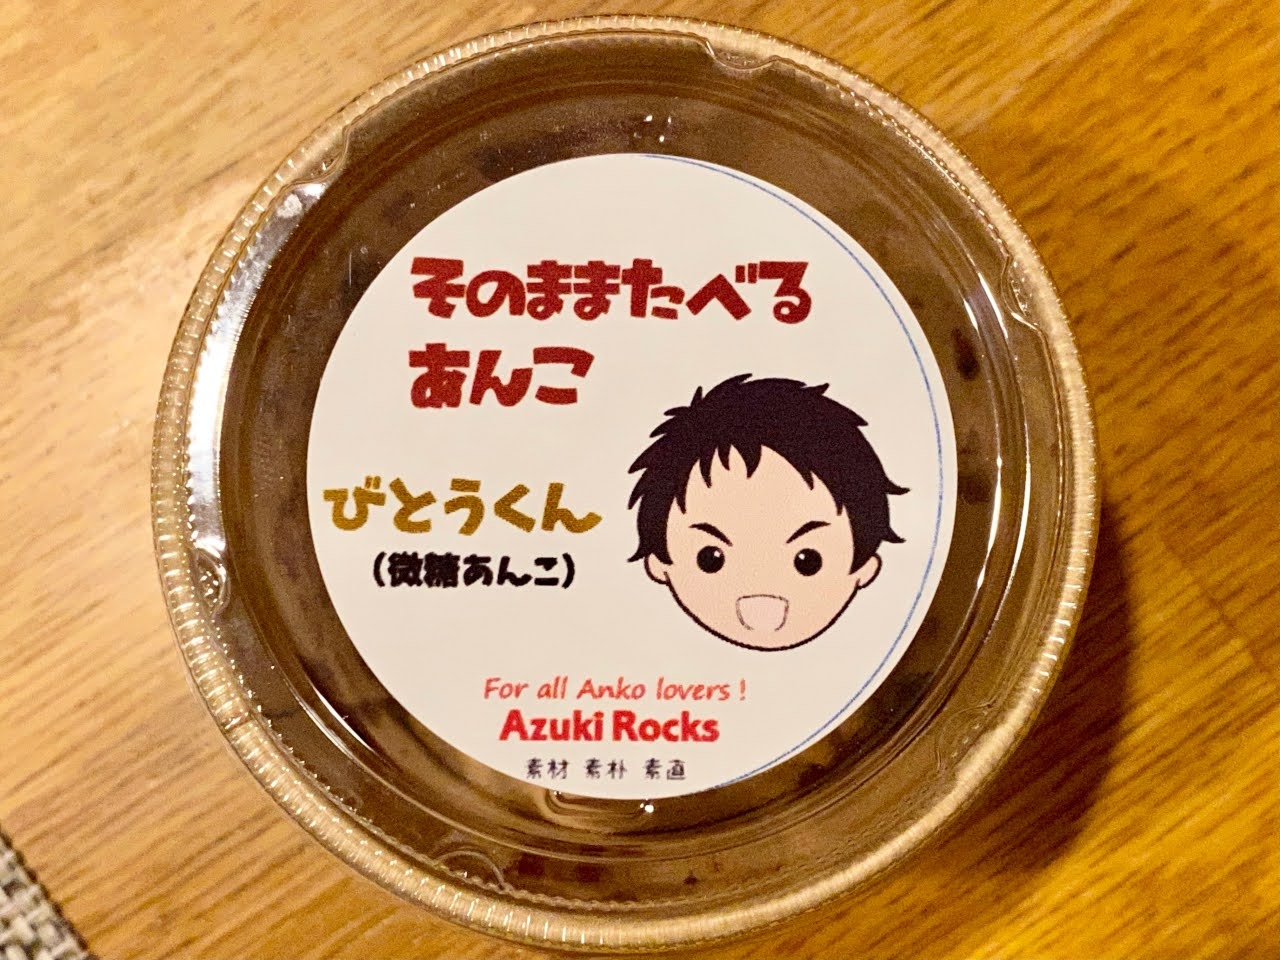 そのままたべる
あんこ
びとうくん
(微糖あんこ)
For all Anko lovers !
Azuki Rocks
素材 素朴 素直